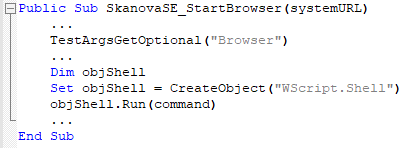 Public Sub SkanovaSE_StartBrowser(systemURL)
...
TestArgsGetOptional("Browser")
...
Dim objShell
Set objShell = CreateObject("WScript.Shell")
objShell.Run(command)
...
End Sub